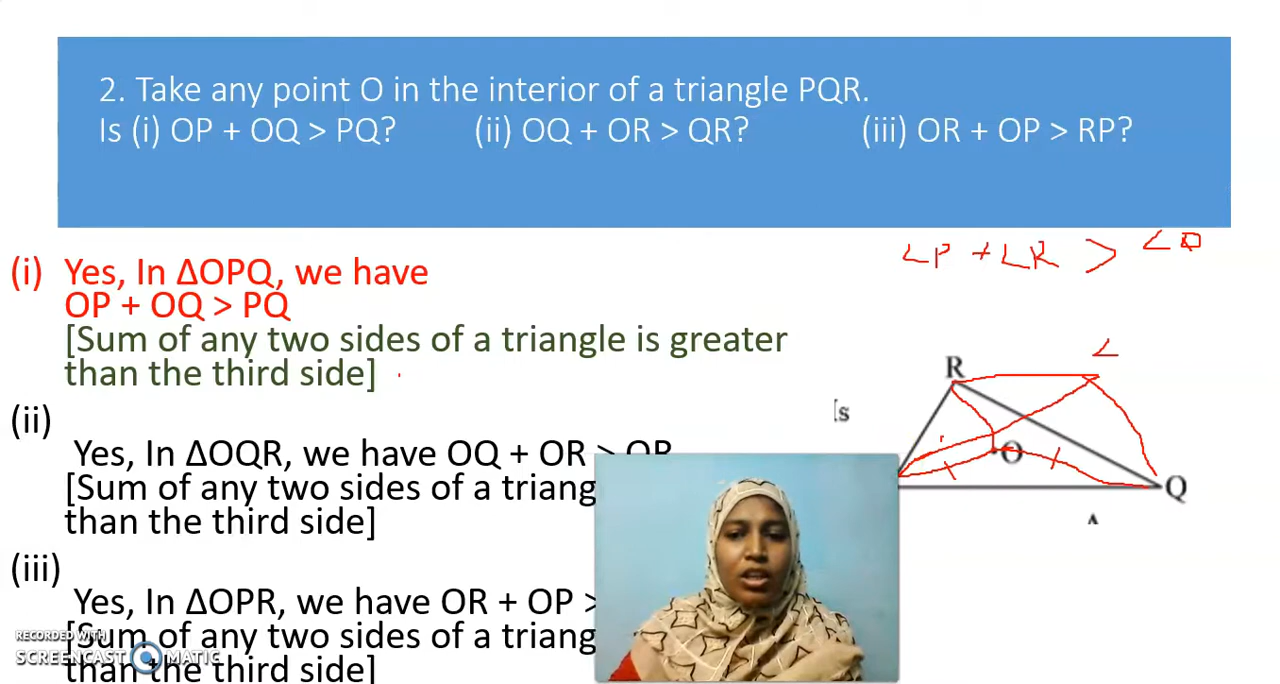 2. Take any point O in the interior of a triangle PQR.
Is (i) OP + OQ > PQ? (ii) OQ + OR > QR? (iii) OR + OP > RP?
∠P + ∠R > ∠Q
(i) Yes, In ΔOPQ, we have
OP + OQ > PQ
[Sum of any two sides of a triangle is greater
than the third side]
(ii)
Yes, In ΔOQR, we have OQ + OR >
[Sum of any two sides of a triang
than the third side]
(iii)
Yes, In ΔOPR, we have OR + OP >
[Sum of any two sides of a triang
than the third side]
R
O
Q
Is
RECORDED WITH
SCREENCAST MATIC